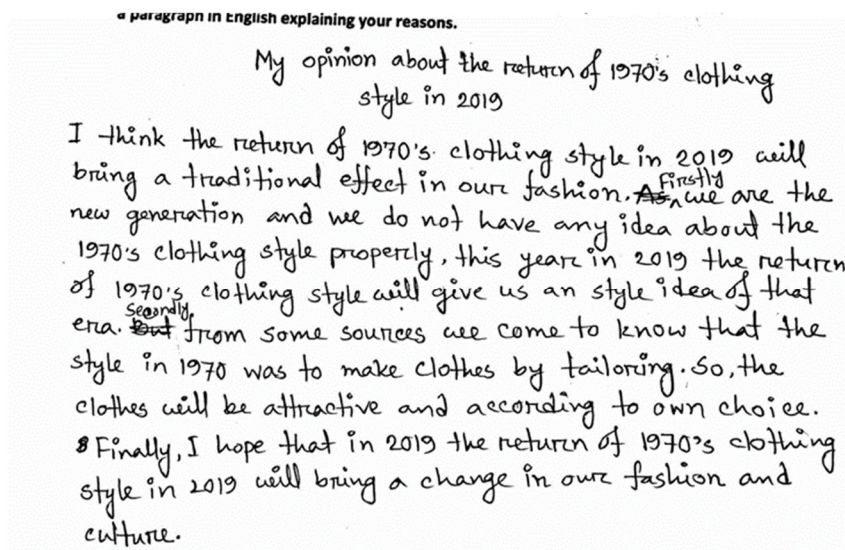 a paragraph in English explaining your reasons.
My opinion about the return of 1970's clothing
style in 2019
I think the return of 1970's clothing style in 2019 will
bring a traditional effect in our fashion. As Firstly we are the
new generation and we do not have any idea about the
1970's clothing style properly, this year in 2019 the return
of 1970's clothing style will give us an style idea of that
era. But Secondly, from some sources we come to know that the
style in 1970 was to make clothes by tailoring. So, the
clothes will be attractive and according to own choice.
Finally, I hope that in 2019 the return of 1970's clothing
style in 2019 will bring a change in our fashion and
culture.